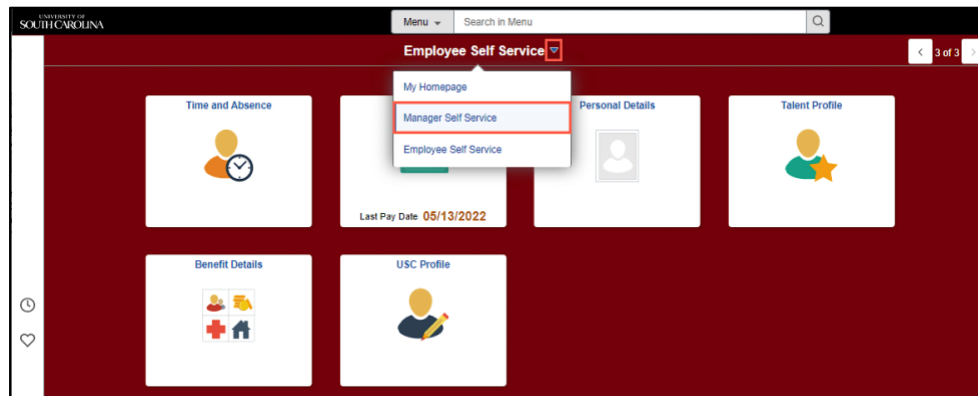 UNIVERSITY OF
SOUTH CAROLINA
Menu
Search in Menu
Employee Self Service
3 of 3
My Homepage
Manager Self Service
Employee Self Service
Time and Absence
Personal Details
Talent Profile
Last Pay Date 05/13/2022
Benefit Details
USC Profile